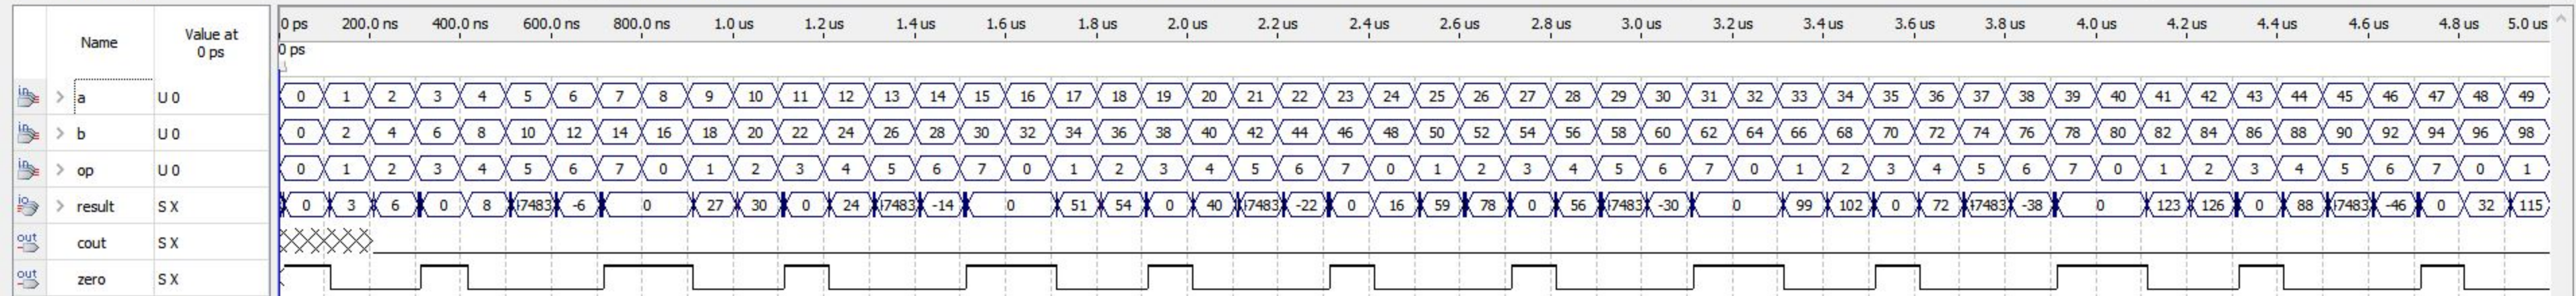 Name Value at 0 ps
0 ps 200.0 ns 400.0 ns 600.0 ns 800.0 ns 1.0 us 1.2 us 1.4 us 1.6 us 1.8 us 2.0 us 2.2 us 2.4 us 2.6 us 2.8 us 3.0 us 3.2 us 3.4 us 3.6 us 3.8 us 4.0 us 4.2 us 4.4 us 4.6 us 4.8 us 5.0 us
0 ps
in a U 0 0 1 2 3 4 5 6 7 8 9 10 11 12 13 14 15 16 17 18 19 20 21 22 23 24 25 26 27 28 29 30 31 32 33 34 35 36 37 38 39 40 41 42 43 44 45 46 47 48 49
in b U 0 0 2 4 6 8 10 12 14 16 18 20 22 24 26 28 30 32 34 36 38 40 42 44 46 48 50 52 54 56 58 60 62 64 66 68 70 72 74 76 78 80 82 84 86 88 90 92 94 96 98
in op U 0 0 1 2 3 4 5 6 7 0 1 2 3 4 5 6 7 0 1 2 3 4 5 6 7 0 1 2 3 4 5 6 7 0 1 2 3 4 5 6 7 0 1 2 3 4 5 6 7 0 1
io result S X 0 3 6 0 8 7483 -6 0 27 30 0 24 7483 -14 0 51 54 0 40 7483 -22 0 16 59 78 0 56 7483 -30 0 99 102 0 72 7483 -38 0 123 126 0 88 7483 -46 0 32 115
out cout S X
out zero S X